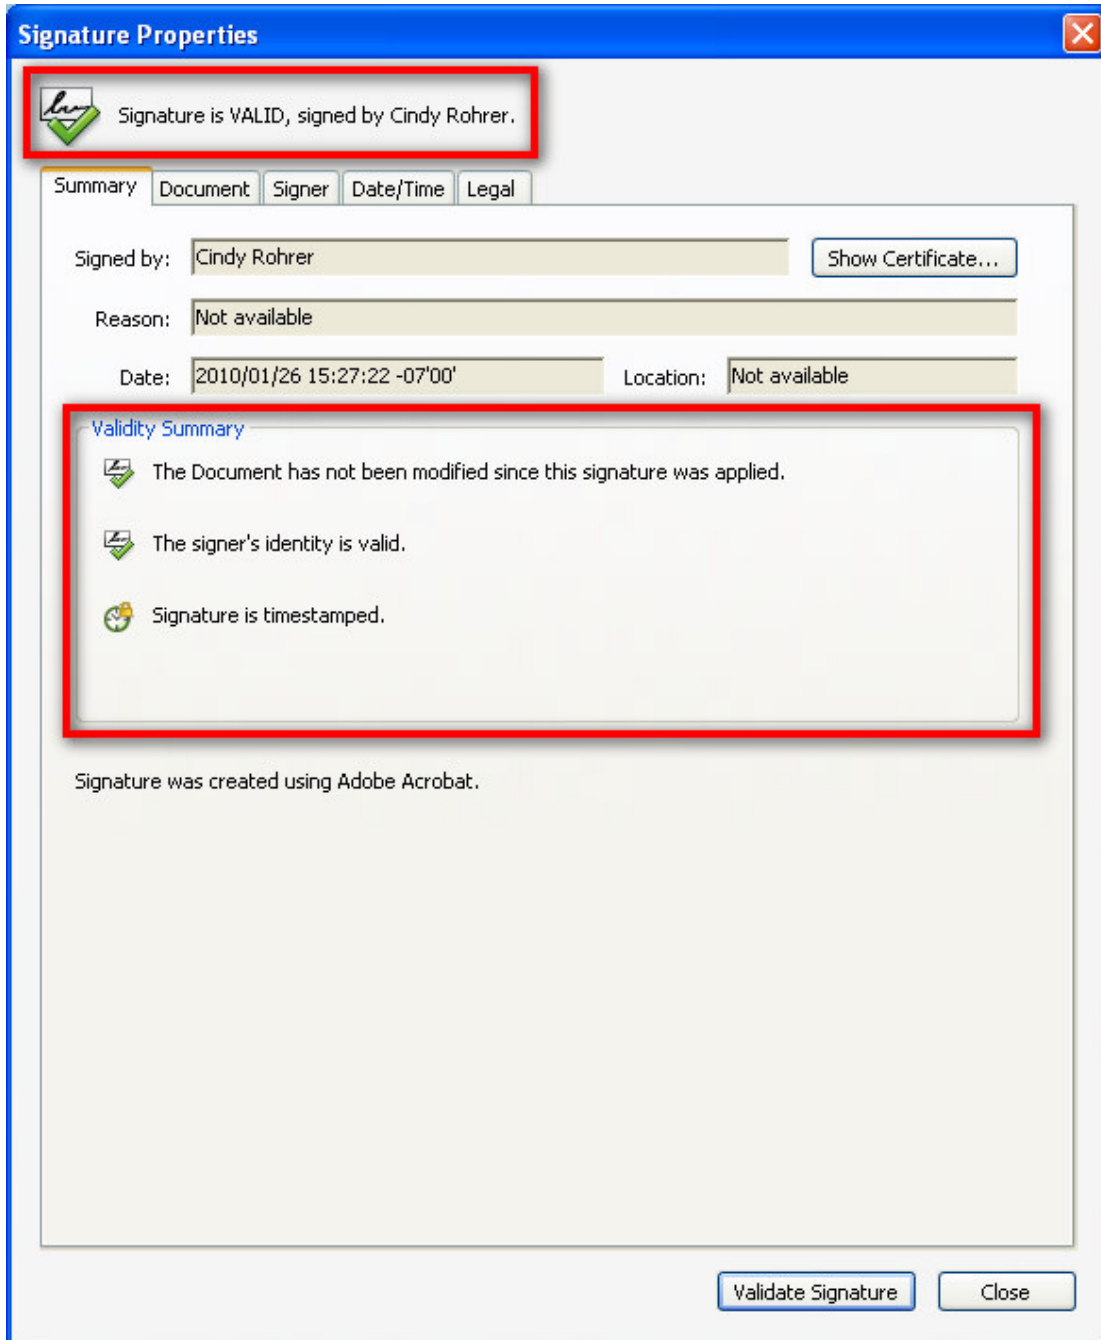 Signature Properties
Signature is VALID, signed by Cindy Rohrer.
Summary Document Signer Date/Time Legal
Signed by: Cindy Rohrer Show Certificate...
Reason: Not available
Date: 2010/01/26 15:27:22 -07'00' Location: Not available
Validity Summary
The Document has not been modified since this signature was applied.
The signer's identity is valid.
Signature is timestamped.
Signature was created using Adobe Acrobat.
Validate Signature Close